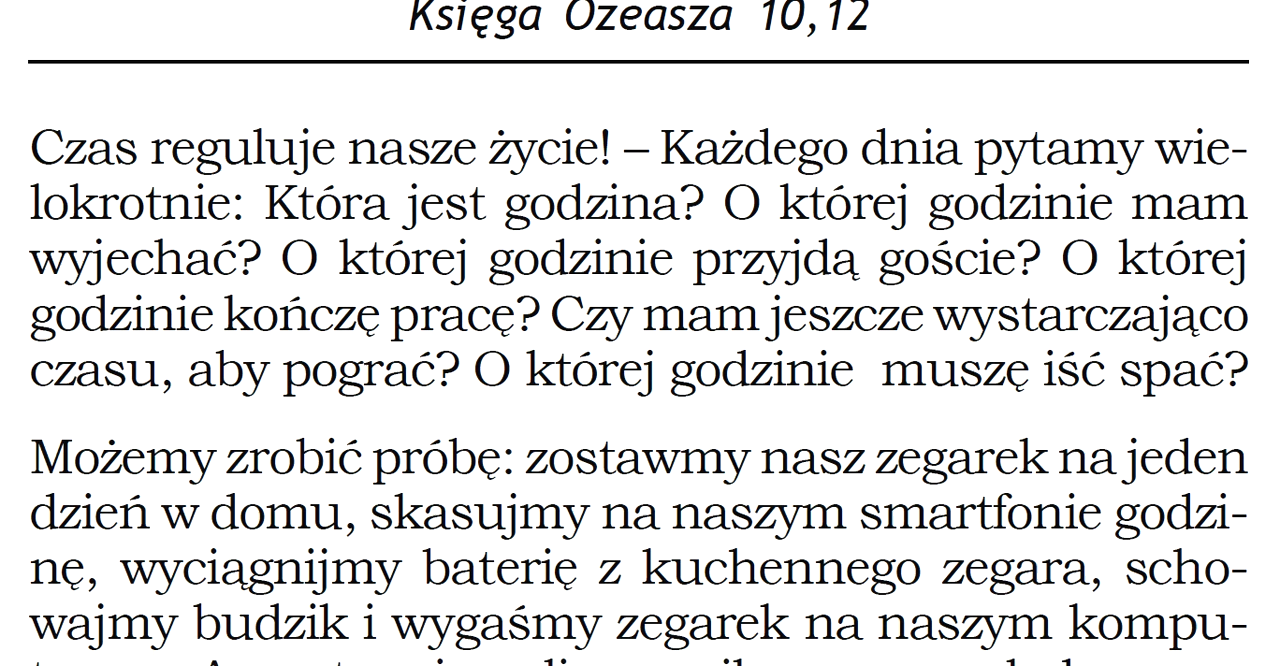 Księga Ozeasza 10,12
Czas reguluje nasze życie! – Każdego dnia pytamy wie-
lokrotnie: Która jest godzina? O której godzinie mam
wyjechać? O której godzinie przyjdą goście? O której
godzinie kończę pracę? Czy mam jeszcze wystarczająco
czasu, aby pograć? O której godzinie muszę iść spać?
Możemy zrobić próbę: zostawmy nasz zegarek na jeden
dzień w domu, skasujmy na naszym smartfonie godzi-
nę, wyciągnijmy baterię z kuchennego zegara, scho-
wajmy budzik i wygaśmy zegarek na naszym kompu-